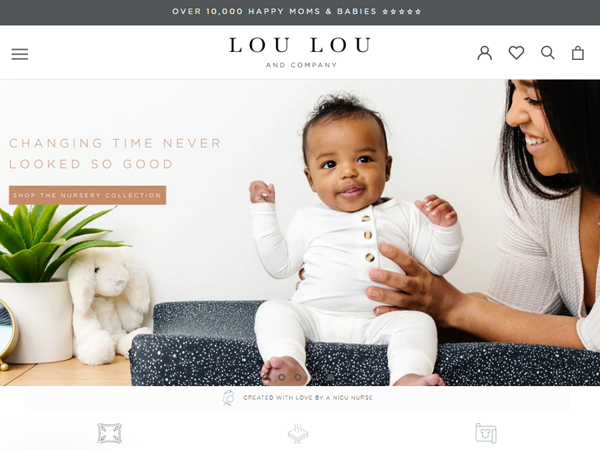 OVER 10,000 HAPPY MOMS & BABIES ☆☆☆☆☆
LOU LOU
AND COMPANY
CHANGING TIME NEVER
LOOKED SO GOOD
SHOP THE NURSERY COLLECTION
CREATED WITH LOVE BY A NICU NURSE